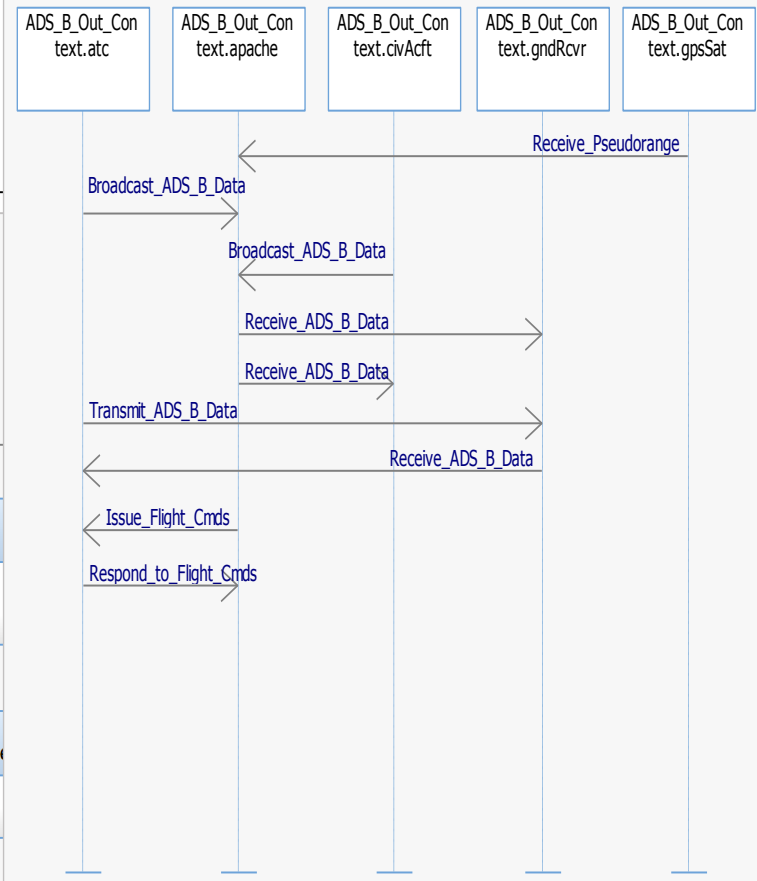 ADS_B_Out_Con
text.atc
ADS_B_Out_Con
text.apache
ADS_B_Out_Con
text.civAcft
ADS_B_Out_Con
text.gndRcvr
ADS_B_Out_Con
text.gpsSat
Receive_Pseudorange
Broadcast_ADS_B_Data
Broadcast_ADS_B_Data
Receive_ADS_B_Data
Receive_ADS_B_Data
Transmit_ADS_B_Data
Receive_ADS_B_Data
Issue_Flight_Cmds
Respond_to_Flight_Cmds